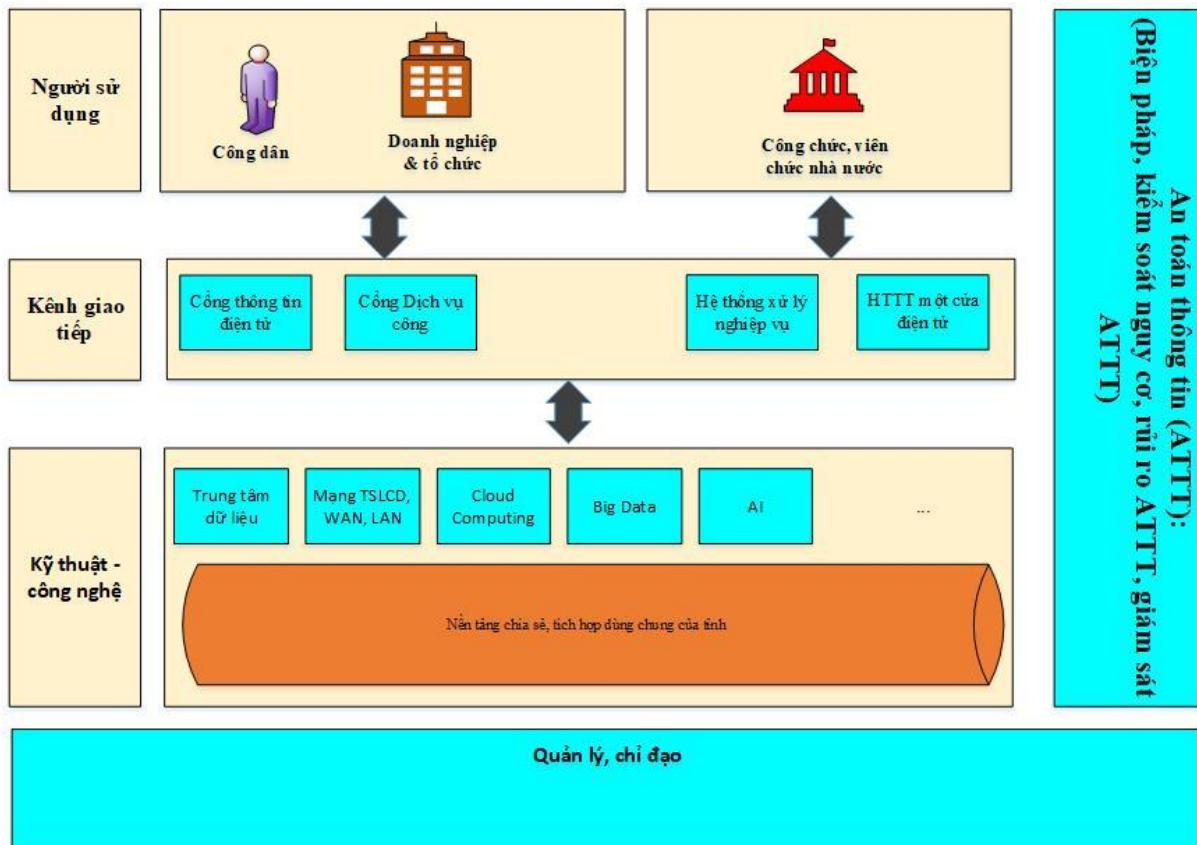 Người sử
dụng
Công dân
Doanh nghiệp
& tổ chức
Công chức, viên
chức nhà nước
Kênh giao
tiếp
Cổng thông tin
điện tử
Cổng Dịch vụ
công
Hệ thống xử lý
nghiệp vụ
HTTT một cửa
điện tử
Kỹ thuật -
công nghệ
Trung tâm
dữ liệu
Mạng TSLCD,
WAN, LAN
Cloud
Computing
Big Data
AI
...
Nền tảng chia sẻ, tích hợp dùng chung của tỉnh
An toán thông tin (ATTT):
(Biện pháp, kiểm soát nguy cơ, rủi ro ATTT, giám sát
ATTT)
Quản lý, chỉ đạo